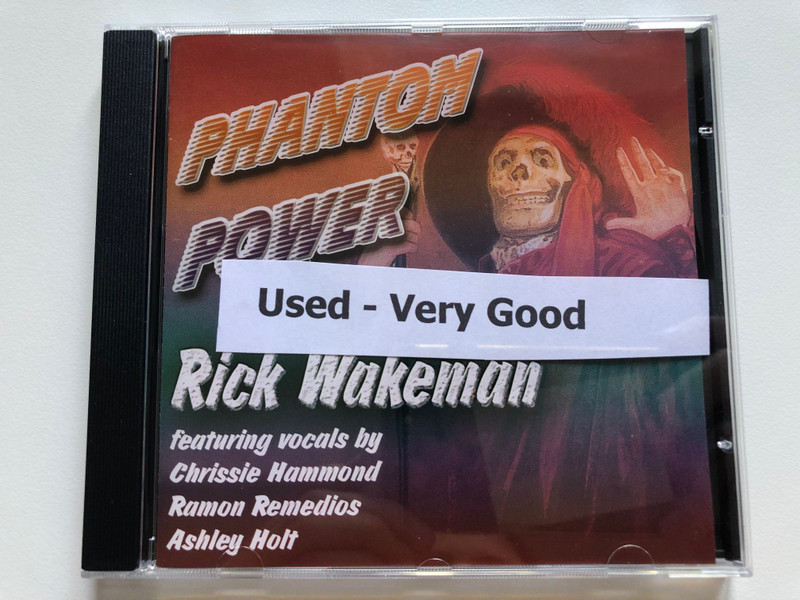 PHANTOM
POWER
Used - Very Good
Rick Wakeman
featuring vocals by
Chrissie Hammond
Ramon Remedios
Ashley Holt